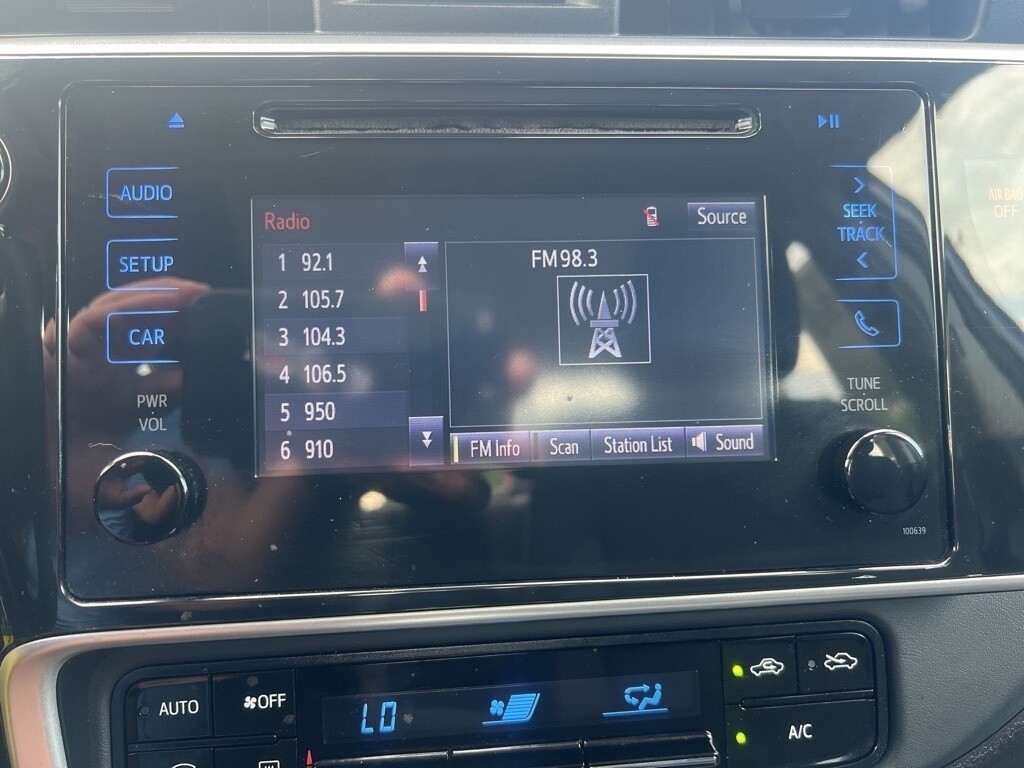 AUDIO
SETUP
CAR
PWR
VOL
Radio
Source
1 92.1
2 105.7
3 104.3
4 106.5
5 950
6 910
FM 98.3
FM Info
Scan
Station List
Sound
>
SEEK
TRACK
<
TUNE
SCROLL
100639
AIR BAG
OFF
AUTO
OFF
LO
A/C